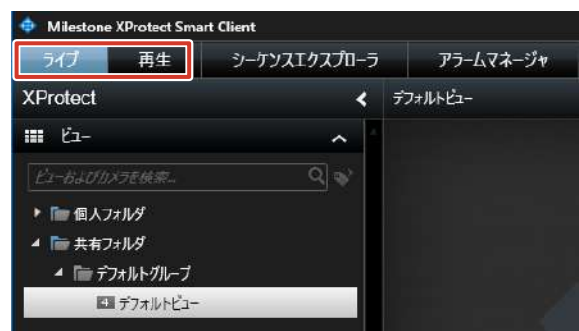 Milestone XProtect Smart Client
ライブ 再生 シーケンスエクスプローラ アラームマネージャ
XProtect デフォルトビュー
ビュー
ビューおよびカメラを検索...
個人フォルダ
共有フォルダ
デフォルトグループ
4 デフォルトビュー